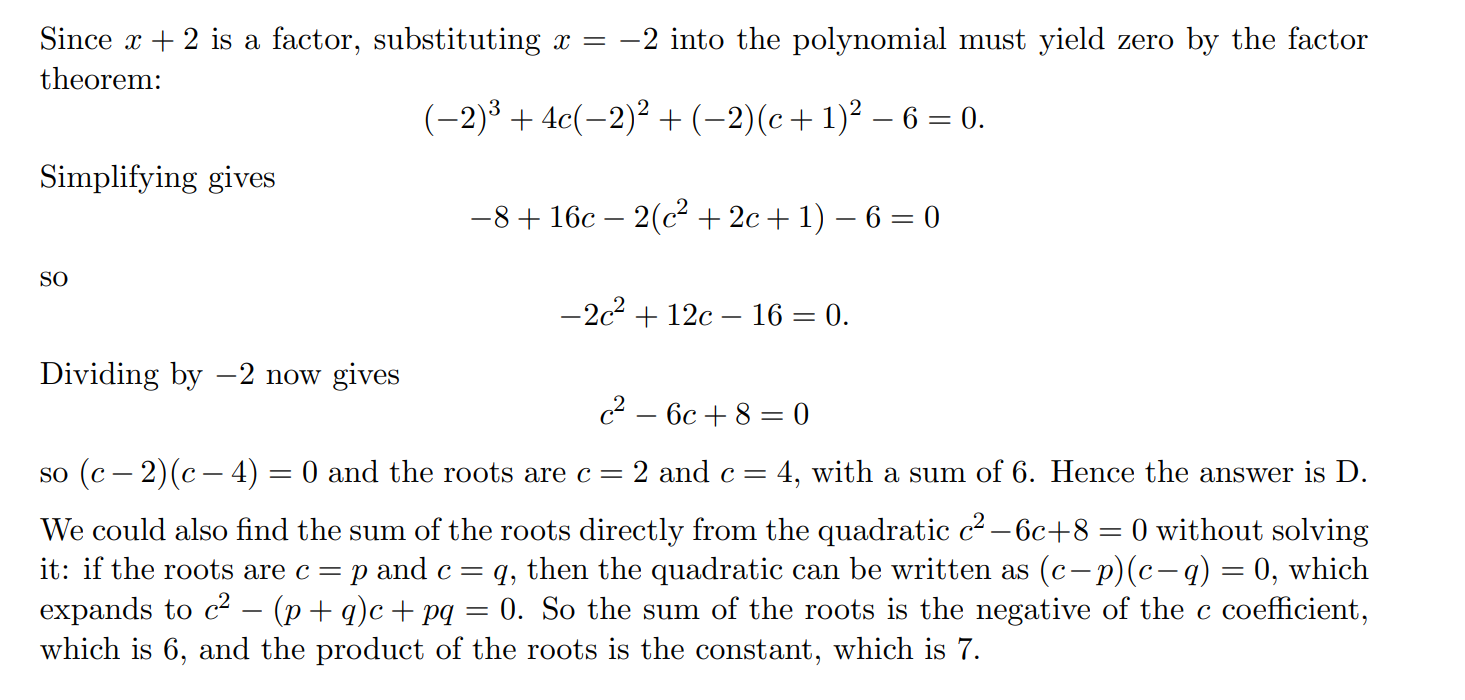 Since x + 2 is a factor, substituting x = −2 into the polynomial must yield zero by the factor
theorem:
(−2)³ + 4c(−2)² + (−2)(c + 1)² − 6 = 0.
Simplifying gives
−8 + 16c − 2(c² + 2c + 1) − 6 = 0
so
−2c² + 12c − 16 = 0.
Dividing by −2 now gives
c² − 6c + 8 = 0
so (c − 2)(c − 4) = 0 and the roots are c = 2 and c = 4, with a sum of 6. Hence the answer is D.
We could also find the sum of the roots directly from the quadratic c² − 6c + 8 = 0 without solving
it: if the roots are c = p and c = q, then the quadratic can be written as (c − p)(c − q) = 0, which
expands to c² − (p + q)c + pq = 0. So the sum of the roots is the negative of the c coefficient,
which is 6, and the product of the roots is the constant, which is 7.